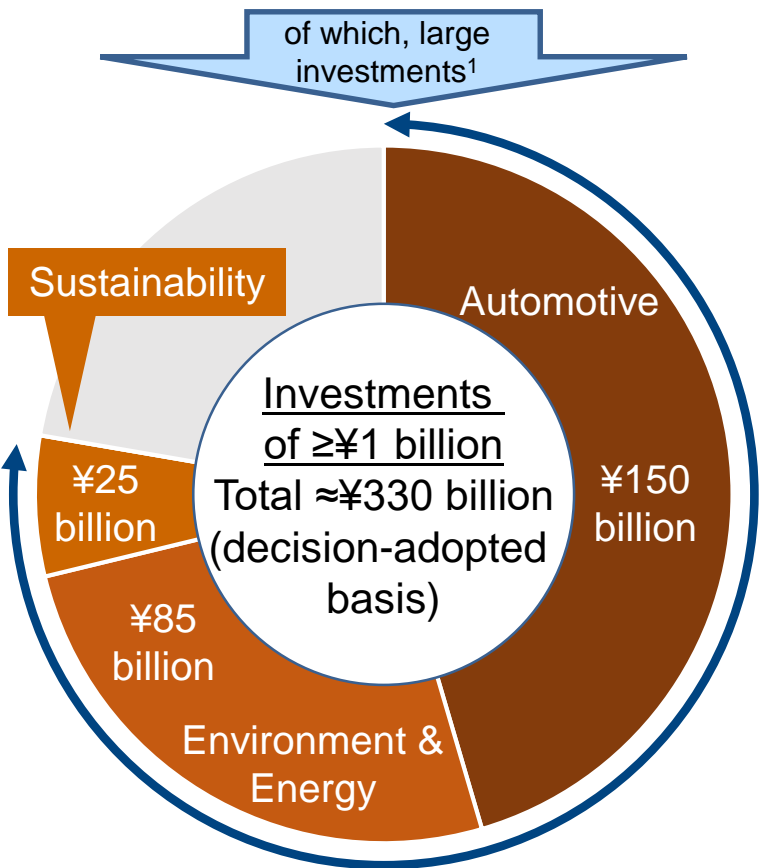 of which, large
investments¹
Sustainability
Automotive
Investments
of ≥¥1 billion
Total ≈¥330 billion
(decision-adopted
basis)
¥150
billion
¥25
billion
¥85
billion
Environment &
Energy